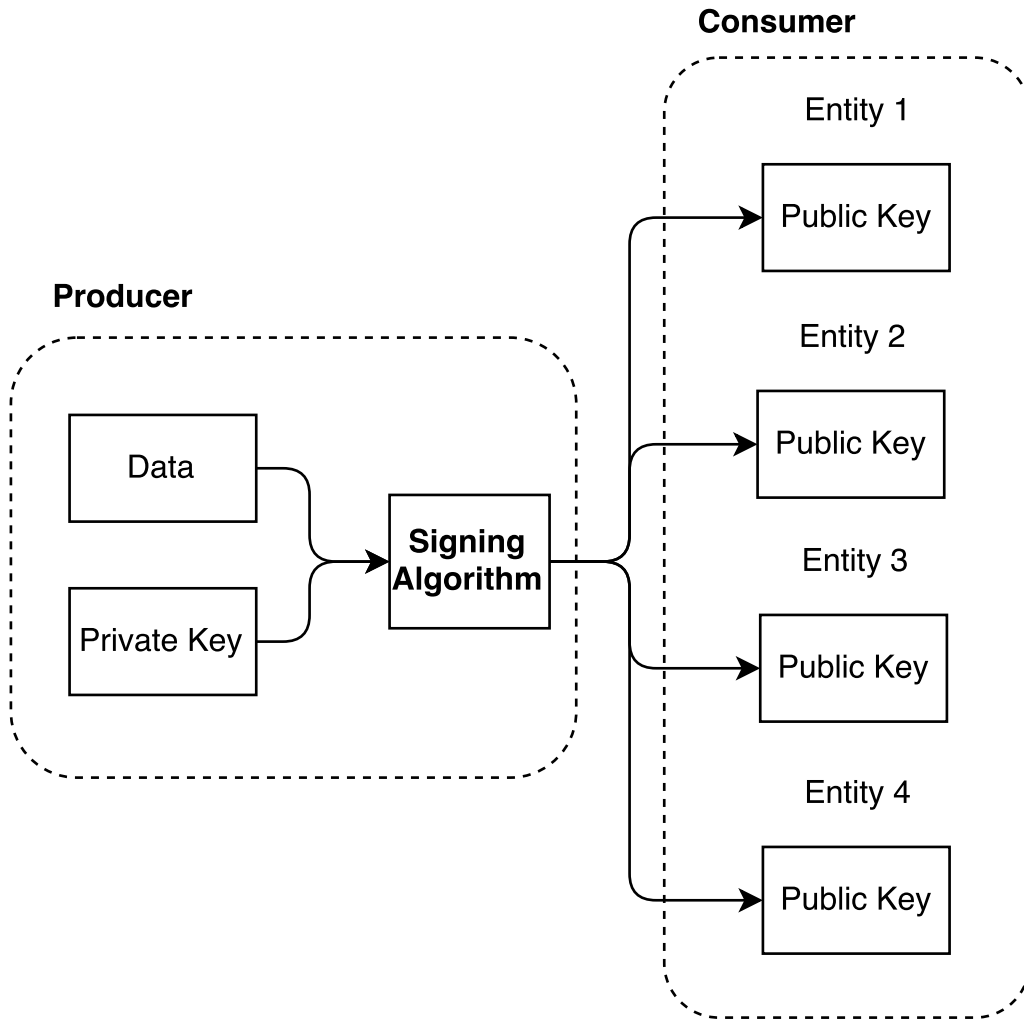 Consumer
Entity 1
Public Key
Producer
Entity 2
Data
Public Key
Signing
Algorithm
Entity 3
Private Key
Public Key
Entity 4
Public Key